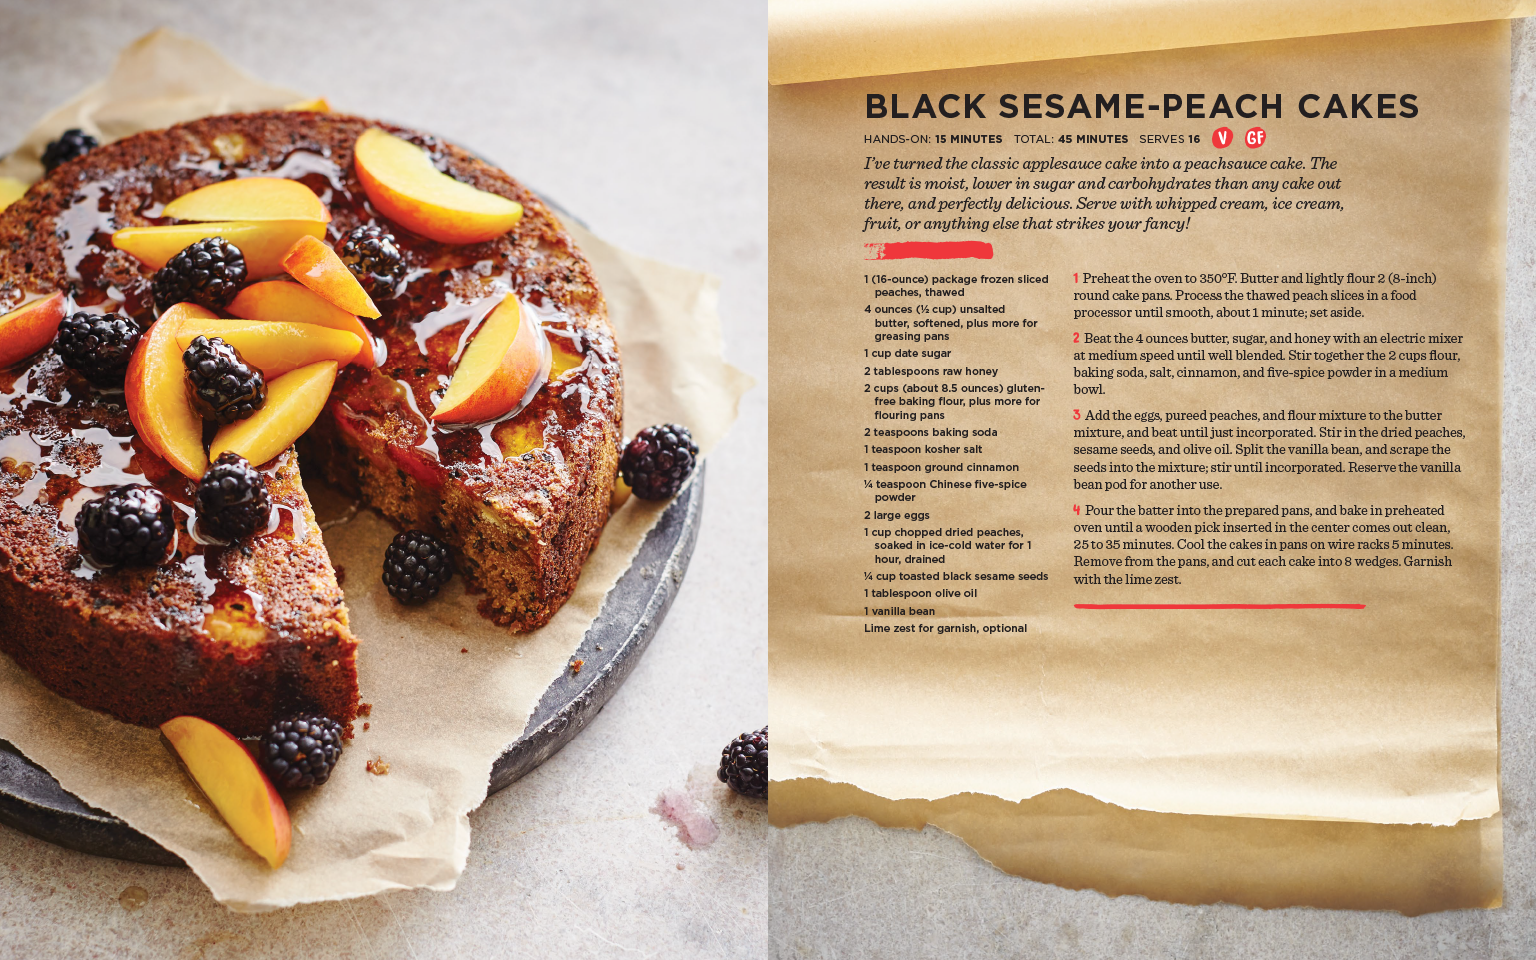 BLACK SESAME-PEACH CAKES
HANDS-ON: 15 MINUTES TOTAL: 45 MINUTES SERVES 16 V GF
I’ve turned the classic applesauce cake into a peachsauce cake. The
result is moist, lower in sugar and carbohydrates than any cake out
there, and perfectly delicious. Serve with whipped cream, ice cream,
fruit, or anything else that strikes your fancy!
1 (16-ounce) package frozen sliced
peaches, thawed
4 ounces (½ cup) unsalted
butter, softened, plus more for
greasing pans
1 cup date sugar
2 tablespoons raw honey
2 cups (about 8.5 ounces) gluten-
free baking flour, plus more for
flouring pans
2 teaspoons baking soda
1 teaspoon kosher salt
1 teaspoon ground cinnamon
¼ teaspoon Chinese five-spice
powder
2 large eggs
1 cup chopped dried peaches,
soaked in ice-cold water for 1
hour, drained
¼ cup toasted black sesame seeds
1 tablespoon olive oil
1 vanilla bean
Lime zest for garnish, optional
1 Preheat the oven to 350°F. Butter and lightly flour 2 (8-inch)
round cake pans. Process the thawed peach slices in a food
processor until smooth, about 1 minute; set aside.
2 Beat the 4 ounces butter, sugar, and honey with an electric mixer
at medium speed until well blended. Stir together the 2 cups flour,
baking soda, salt, cinnamon, and five-spice powder in a medium
bowl.
3 Add the eggs, pureed peaches, and flour mixture to the butter
mixture, and beat until just incorporated. Stir in the dried peaches,
sesame seeds, and olive oil. Split the vanilla bean, and scrape the
seeds into the mixture; stir until incorporated. Reserve the vanilla
bean pod for another use.
4 Pour the batter into the prepared pans, and bake in preheated
oven until a wooden pick inserted in the center comes out clean,
25 to 35 minutes. Cool the cakes in pans on wire racks 5 minutes.
Remove from the pans, and cut each cake into 8 wedges. Garnish
with the lime zest.